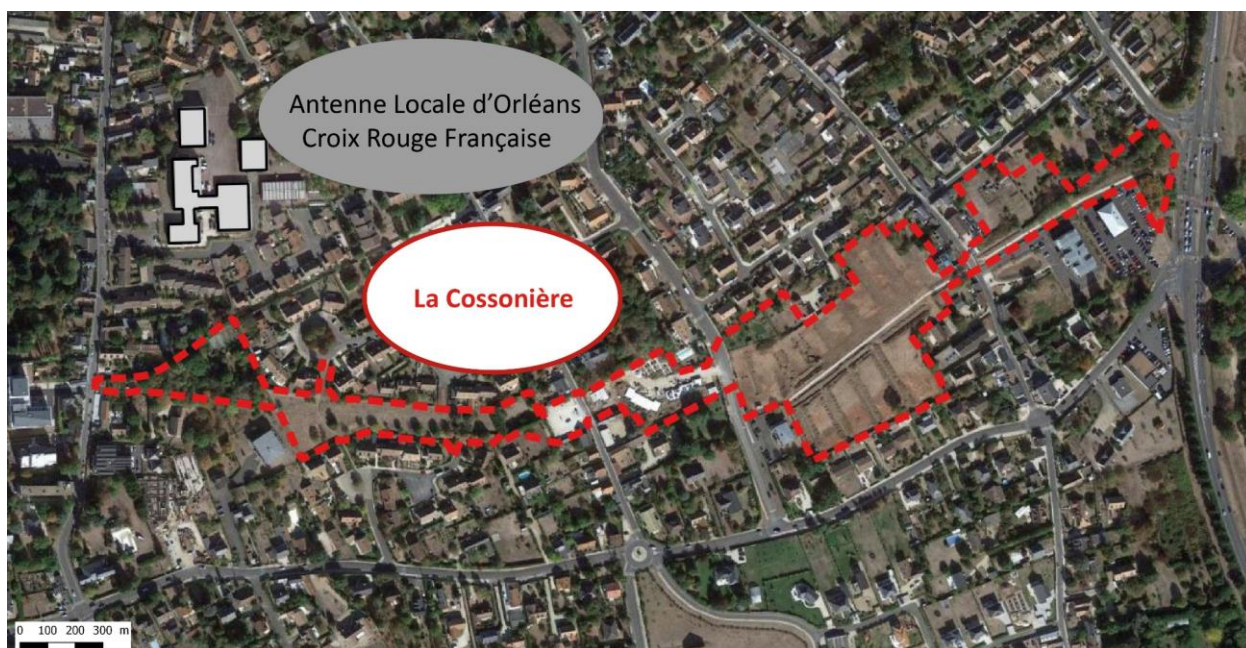 Antenne Locale d'Orléans
Croix Rouge Française
La Cossonière
0 100 200 300 m